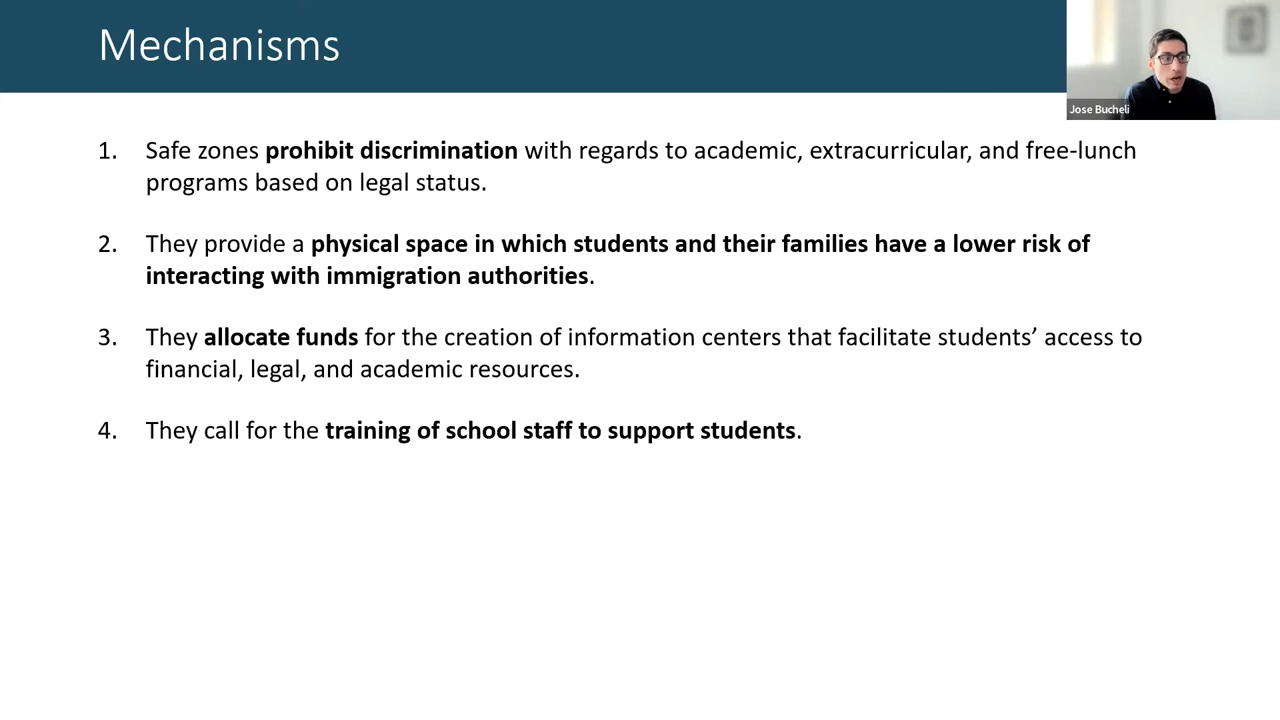 Mechanisms
Jose Bucheli
1. Safe zones prohibit discrimination with regards to academic, extracurricular, and free-lunch
programs based on legal status.
2. They provide a physical space in which students and their families have a lower risk of
interacting with immigration authorities.
3. They allocate funds for the creation of information centers that facilitate students’ access to
financial, legal, and academic resources.
4. They call for the training of school staff to support students.